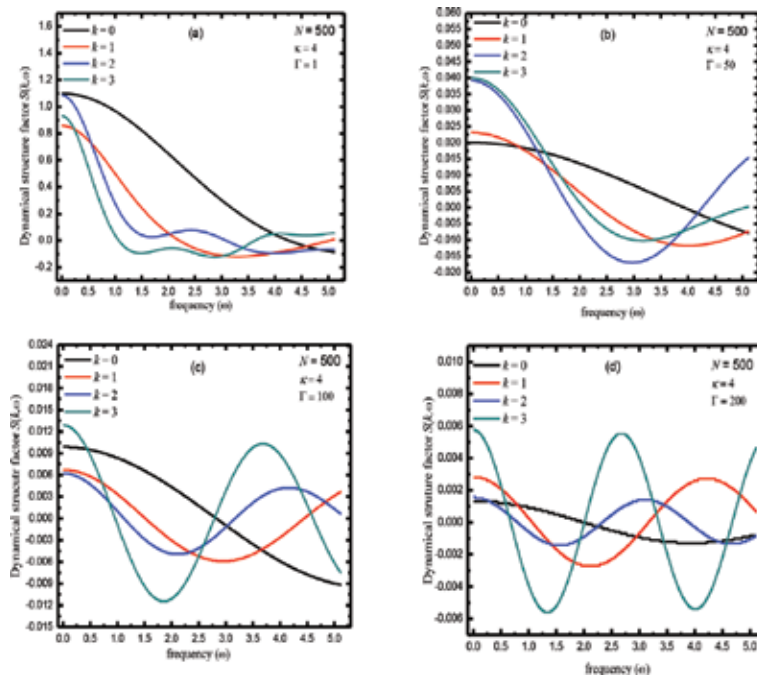 1.6
1.4
1.2
1.0
0.8
0.6
0.4
0.2
0.0
-0.2
Dynamical structure factor S(k,ω)
k = 0
k = 1
k = 2
k = 3
(a)
N = 500
κ = 4
Γ = 1
0.0 0.5 1.0 1.5 2.0 2.5 3.0 3.5 4.0 4.5 5.0
frequency (ω)
0.060
0.055
0.050
0.045
0.040
0.035
0.030
0.025
0.020
0.015
0.010
0.005
0.000
-0.005
-0.010
-0.015
-0.020
Dynamical structure factor S(k,ω)
k = 0
k = 1
k = 2
k = 3
(b)
N = 500
κ = 4
Γ = 50
0.0 0.5 1.0 1.5 2.0 2.5 3.0 3.5 4.0 4.5 5.0
frequency (ω)
0.024
0.021
0.018
0.015
0.012
0.009
0.006
0.003
0.000
-0.003
-0.006
-0.009
-0.012
-0.015
Dynamical strucutr factor S(k,ω)
k = 0
k = 1
k = 2
k = 3
(c)
N = 500
κ = 4
Γ = 100
0.0 0.5 1.0 1.5 2.0 2.5 3.0 3.5 4.0 4.5 5.0
frequency (ω)
0.010
0.008
0.006
0.004
0.002
0.000
-0.002
-0.004
-0.006
Dynamical struture factor S(k,ω)
k = 0
k = 1
k = 2
k = 3
(d)
N = 500
κ = 4
Γ = 200
0.0 0.5 1.0 1.5 2.0 2.5 3.0 3.5 4.0 4.5 5.0
frequency (ω)